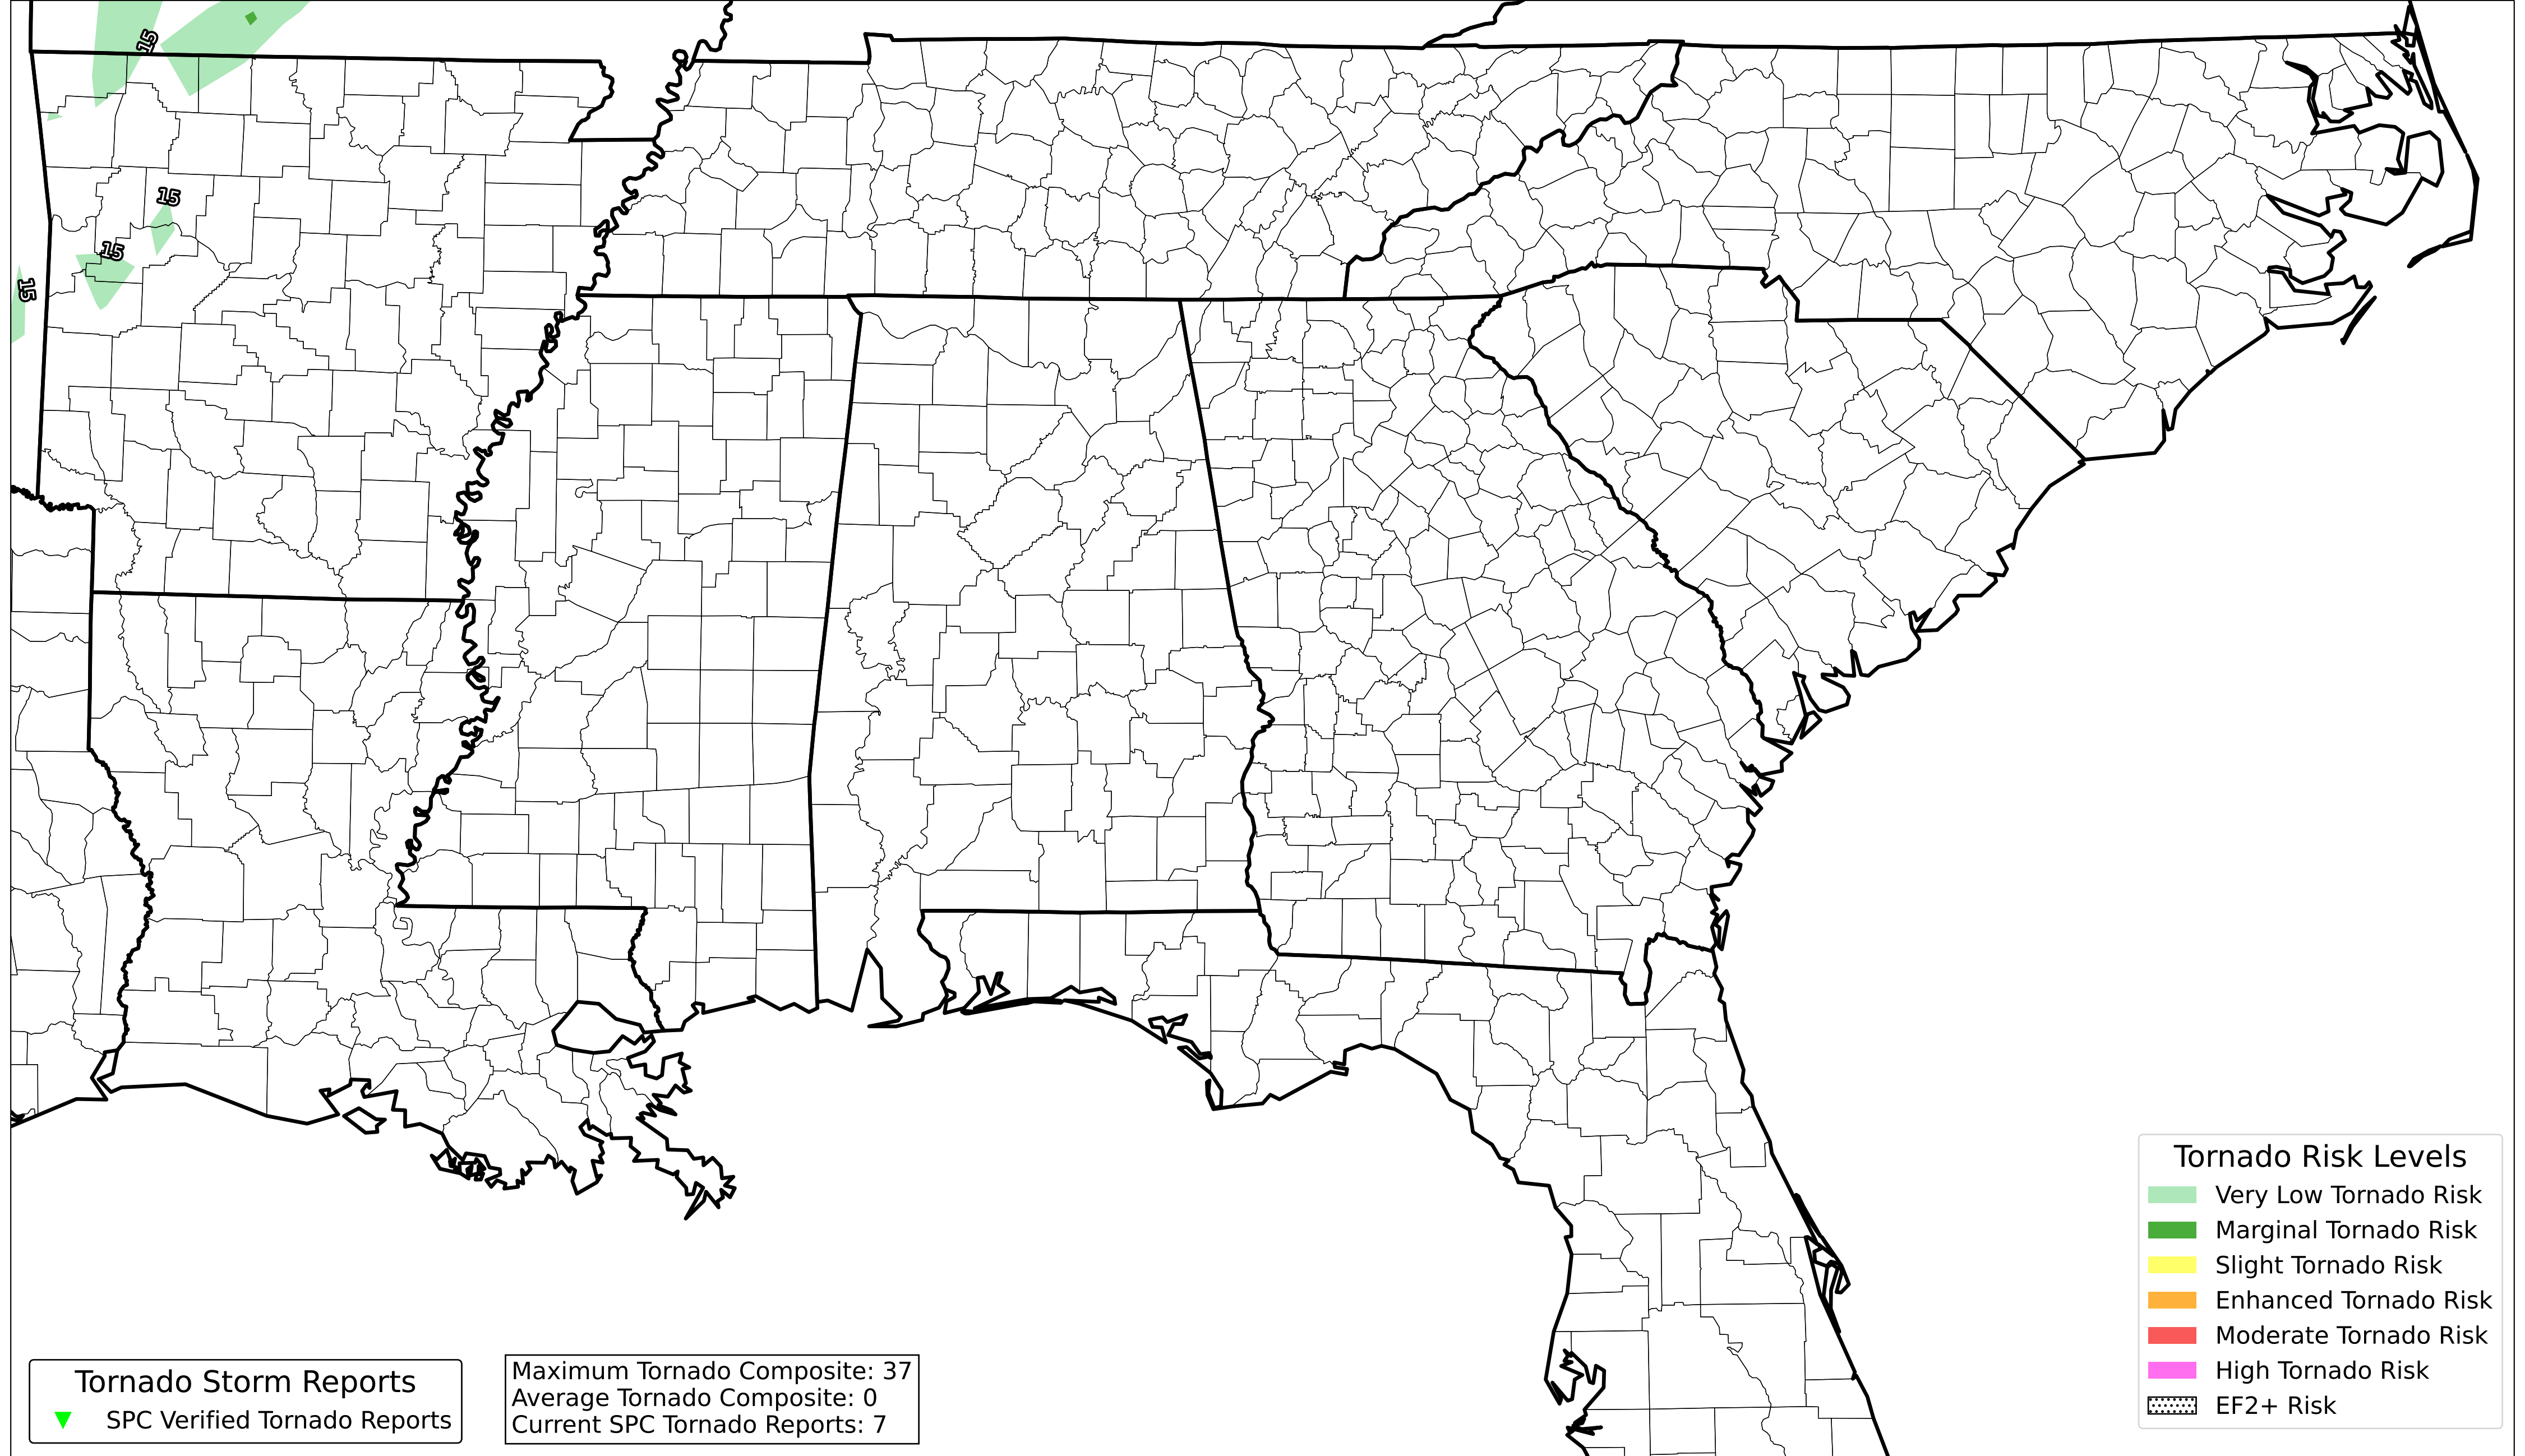 15
15
15
15
Tornado Risk Levels
Very Low Tornado Risk
Marginal Tornado Risk
Slight Tornado Risk
Enhanced Tornado Risk
Moderate Tornado Risk
High Tornado Risk
EF2+ Risk
Tornado Storm Reports
SPC Verified Tornado Reports
Maximum Tornado Composite: 37
Average Tornado Composite: 0
Current SPC Tornado Reports: 7